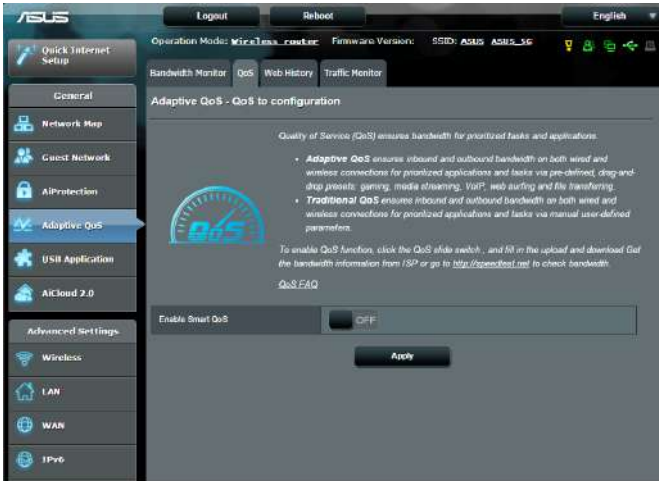 ASUS
Logout
Reboot
English
Quick Internet Setup
Operation Mode: Wireless router Firmware Version: SSID: ASUS ASUS_5G
Bandwidth Monitor
QoS
Web History
Traffic Monitor
General
Network Map
Guest Network
AiProtection
Adaptive QoS
USB Application
AiCloud 2.0
Advanced Settings
Wireless
LAN
WAN
IPv6
Adaptive QoS - QoS to configuration
Quality of Service (QoS) ensures bandwidth for prioritized tasks and applications.
• Adaptive QoS ensures inbound and outbound bandwidth on both wired and
wireless connections for prioritized applications and tasks via pre-defined, drag-and-
drop presets: gaming, media streaming, VoIP, web surfing and file transferring.
• Traditional QoS ensures inbound and outbound bandwidth on both wired and
wireless connections for prioritized applications and tasks via manual user-defined
parameters.
QoS
To enable QoS function, click the QoS slide switch , and fill in the upload and download Get
the bandwidth information from ISP or go to http://speedtest.net to check bandwidth.
QoS FAQ
Enable Smart QoS
OFF
Apply